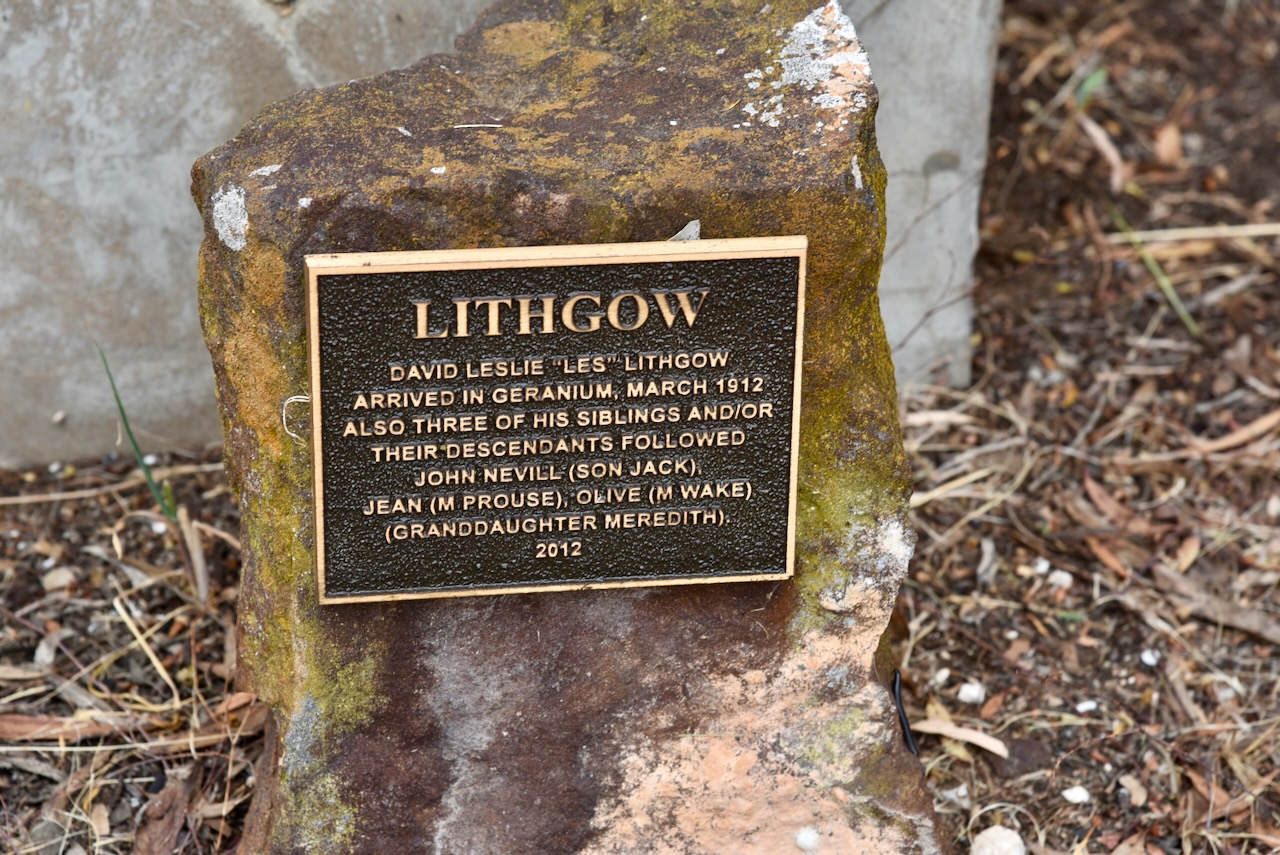 LITHGOW
DAVID LESLIE "LES" LITHGOW
ARRIVED IN GERANIUM, MARCH 1912
ALSO THREE OF HIS SIBLINGS AND/OR
THEIR DESCENDANTS FOLLOWED
JOHN NEVILL (SON JACK),
JEAN (M PROUSE), OLIVE (M WAKE)
(GRANDDAUGHTER MEREDITH).
2012